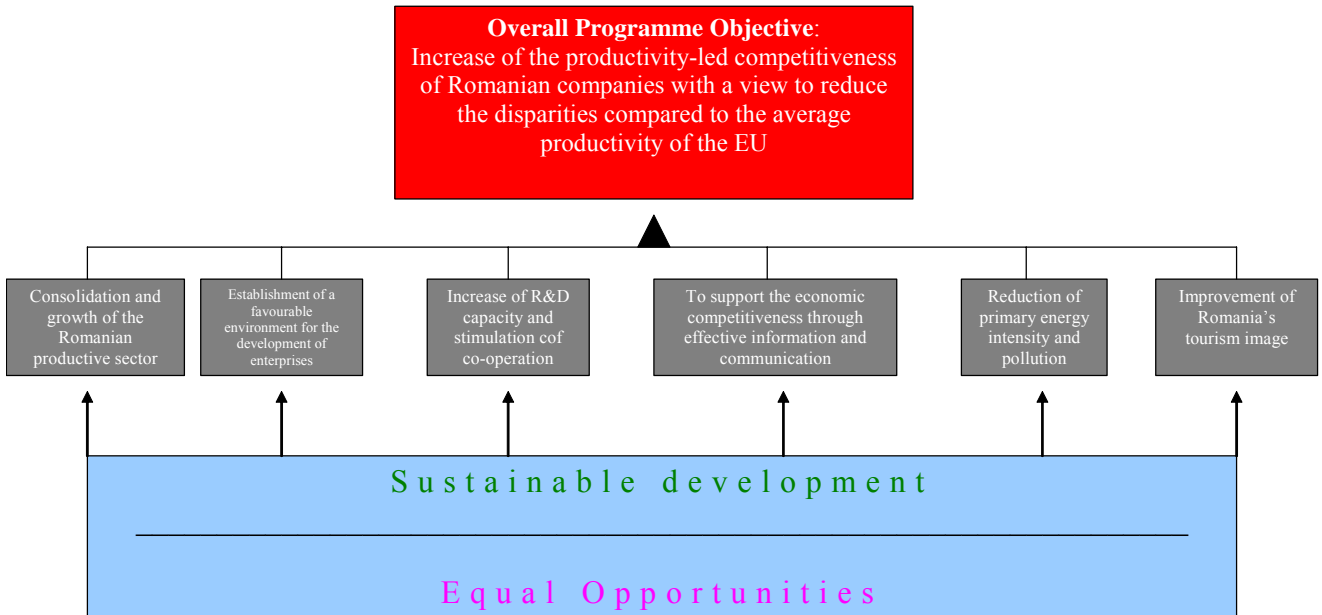 Overall Programme Objective:
Increase of the productivity-led competitiveness
of Romanian companies with a view to reduce
the disparities compared to the average
productivity of the EU
Consolidation and
growth of the
Romanian
productive sector
Establishment of a
favourable
environment for the
development of
enterprises
Increase of R&D
capacity and
stimulation cof
co-operation
To support the economic
competitiveness through
effective information and
communication
Reduction of
primary energy
intensity and
pollution
Improvement of
Romania’s
tourism image
Sustainable development
Equal Opportunities